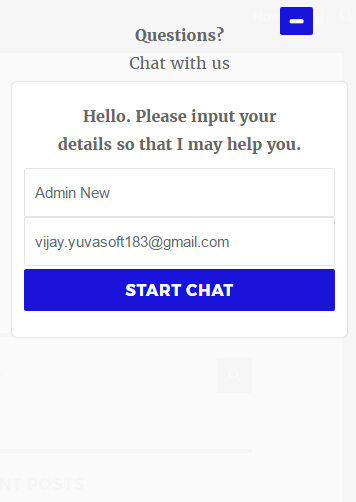 Questions?
Chat with us
Hello. Please input your
details so that I may help you.
Admin New
vijay.yuvasoft183@gmail.com
START CHAT
NT POSTS